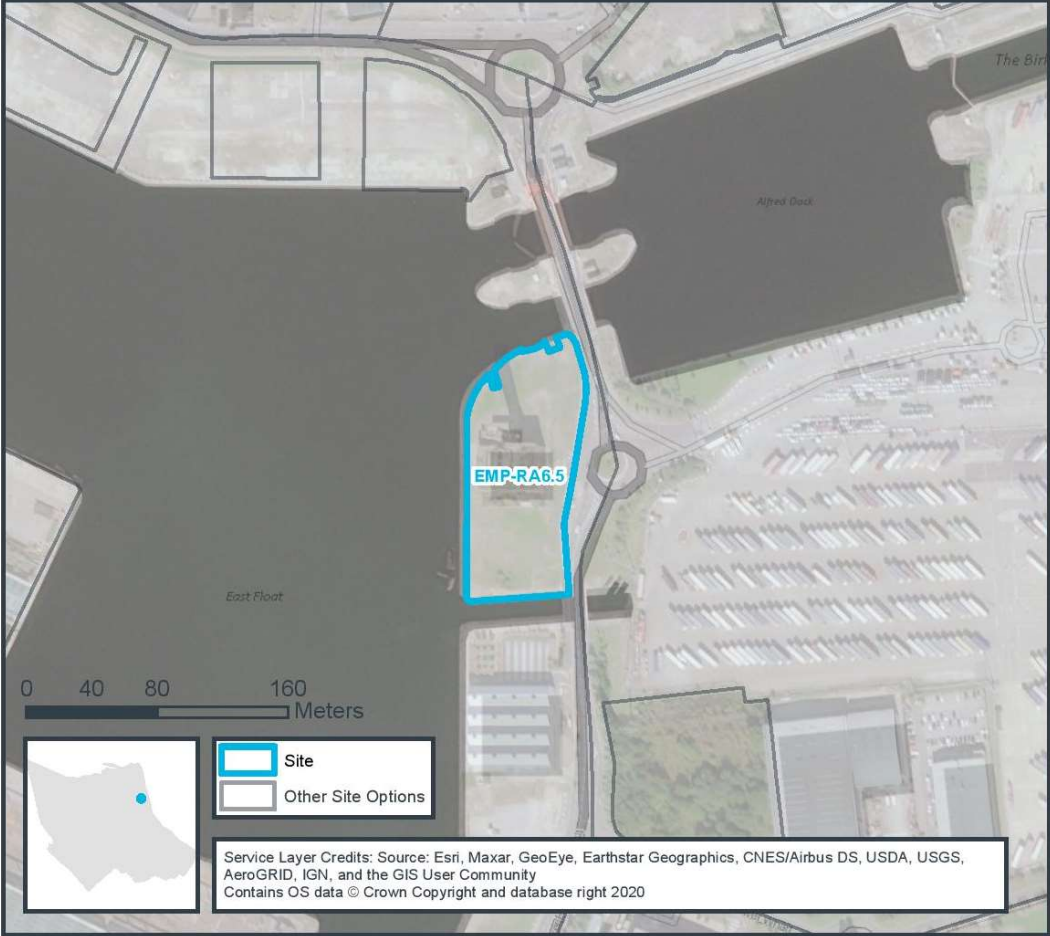 The Birk
Alfred Dock
EMP-RA6.5
East Float
0 40 80 160
Meters
Site
Other Site Options
Service Layer Credits: Source: Esri, Maxar, GeoEye, Earthstar Geographics, CNES/Airbus DS, USDA, USGS,
AeroGRID, IGN, and the GIS User Community
Contains OS data © Crown Copyright and database right 2020